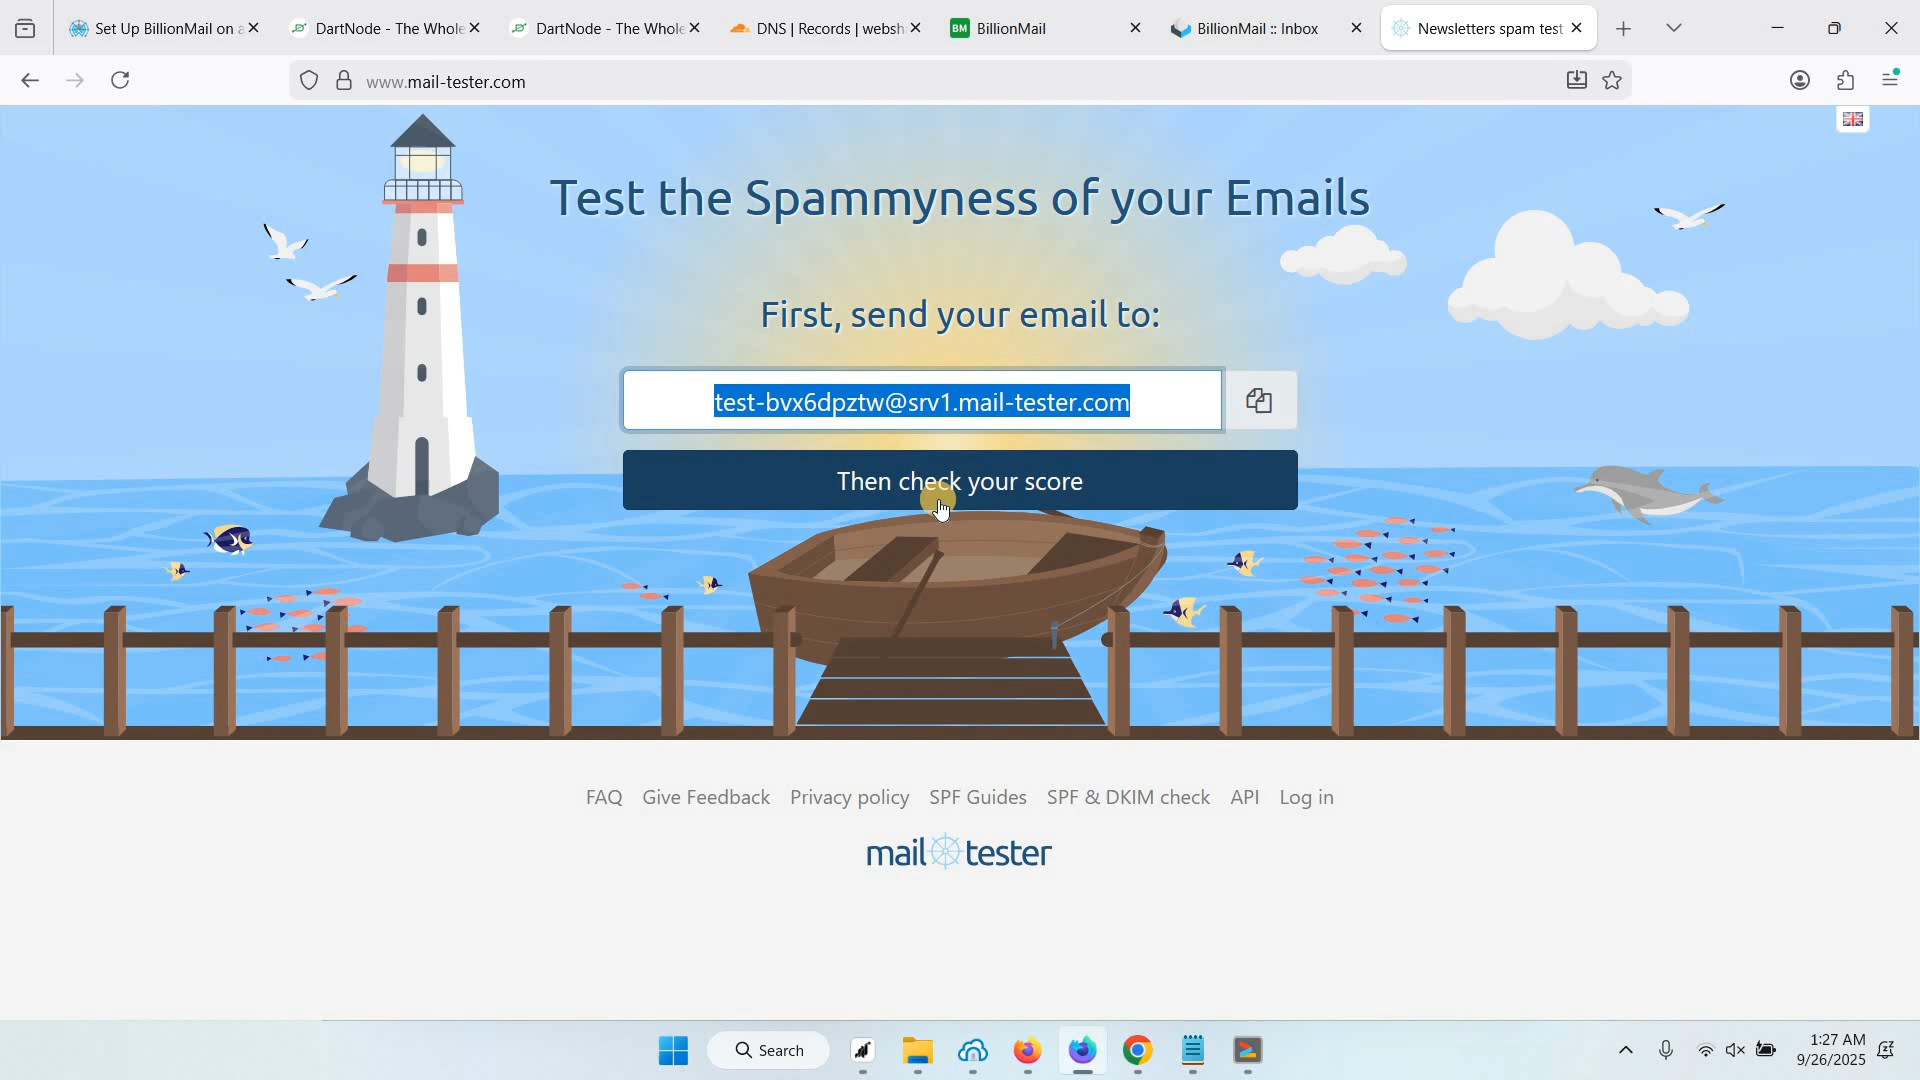 Set Up BillionMail on a
DartNode - The Whole
DartNode - The Whole
DNS | Records | websh
BM BillionMail
BillionMail :: Inbox
Newsletters spam test
www.mail-tester.com
Test the Spammyness of your Emails
First, send your email to:
test-bvx6dpztw@srv1.mail-tester.com
Then check your score
FAQ Give Feedback Privacy policy SPF Guides SPF & DKIM check API Log in
mail tester
Search
1:27 AM
9/26/2025